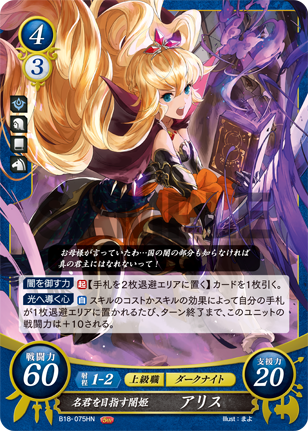 4
3
お母様が言っていたわ…国の闇の部分も知らなければ
真の君主にはなれないって!
闇を御する力 起【手札を2枚退避エリアに置く】カードを1枚引く。
光へ導く心 自 スキルのコストかスキルの効果によって自分の手札
が1枚退避エリアに置かれるたび、ターン終了まで、このユニットの
戦闘力は+10される。
戦闘力
60
射程 1-2 上級職 ダークナイト
支援力
20
名君を目指す闇姫 アリス
B18-075HN
Illust:まよ